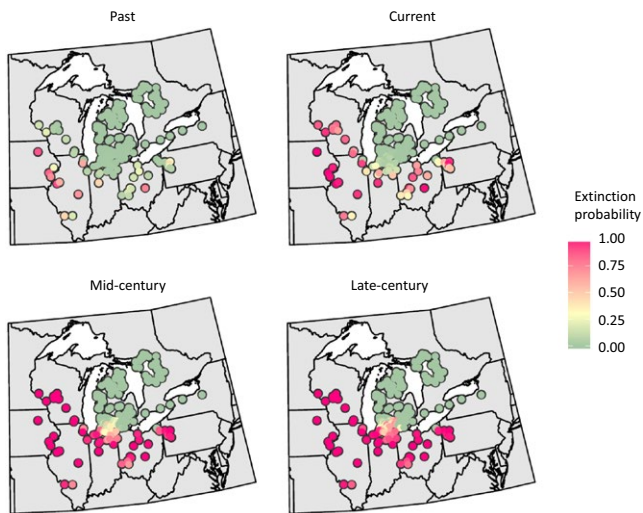 Past
Current
Extinction
probability
1.00
0.75
0.50
0.25
0.00
Mid-century
Late-century